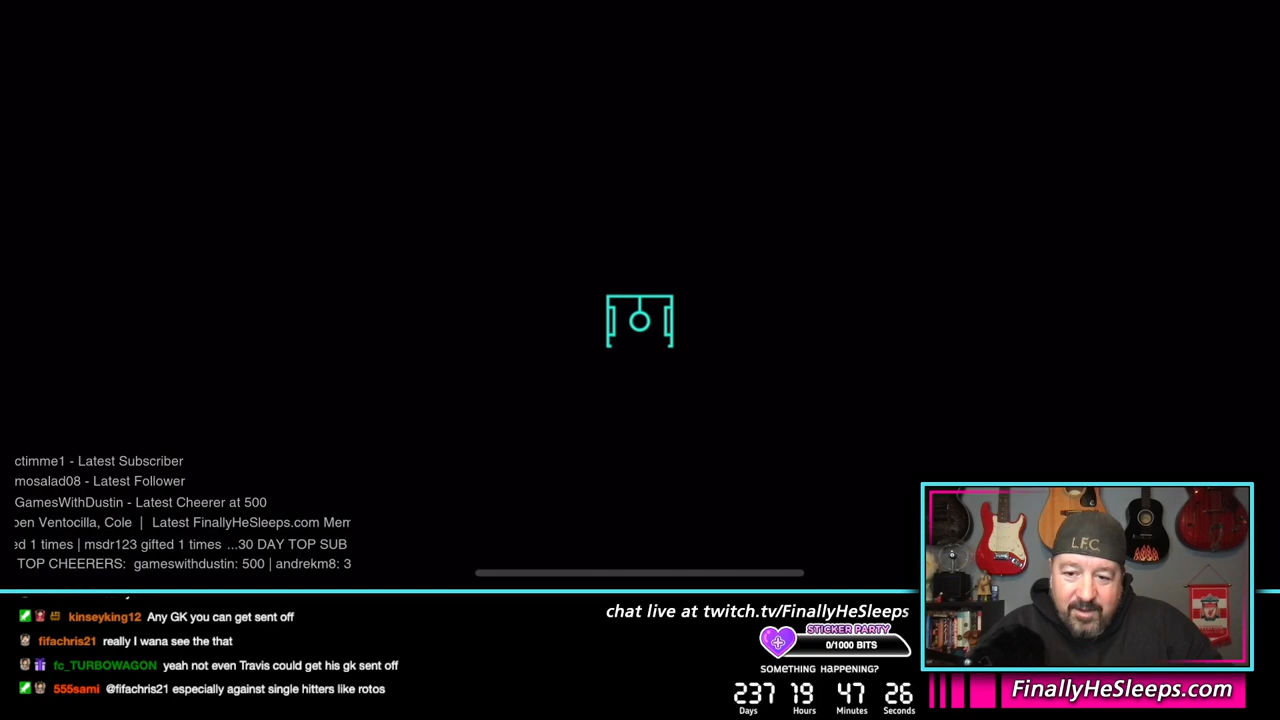 ctimme1 - Latest Subscriber
mosalad08 - Latest Follower
GamesWithDustin - Latest Cheerer at 500
en Ventocilla, Cole | Latest FinallyHeSleeps.com Mem
ed 1 times | msdr123 gifted 1 times ...30 DAY TOP SUB
TOP CHEERERS: gameswithdustin: 500 | andrekm8: 3
kinseyking12 Any GK you can get sent off
fifachris21 really I wana see the that
fc_TURBOWAGON yeah not even Travis could get his gk sent off
555sami @fifachris21 especially against single hitters like rotos
chat live at twitch.tv/FinallyHeSleeps
STICKER PARTY
0/1000 BITS
SOMETHING HAPPENING?
237 19 47 26
Days Hours Minutes Seconds
L.F.C.
FinallyHeSleeps.com